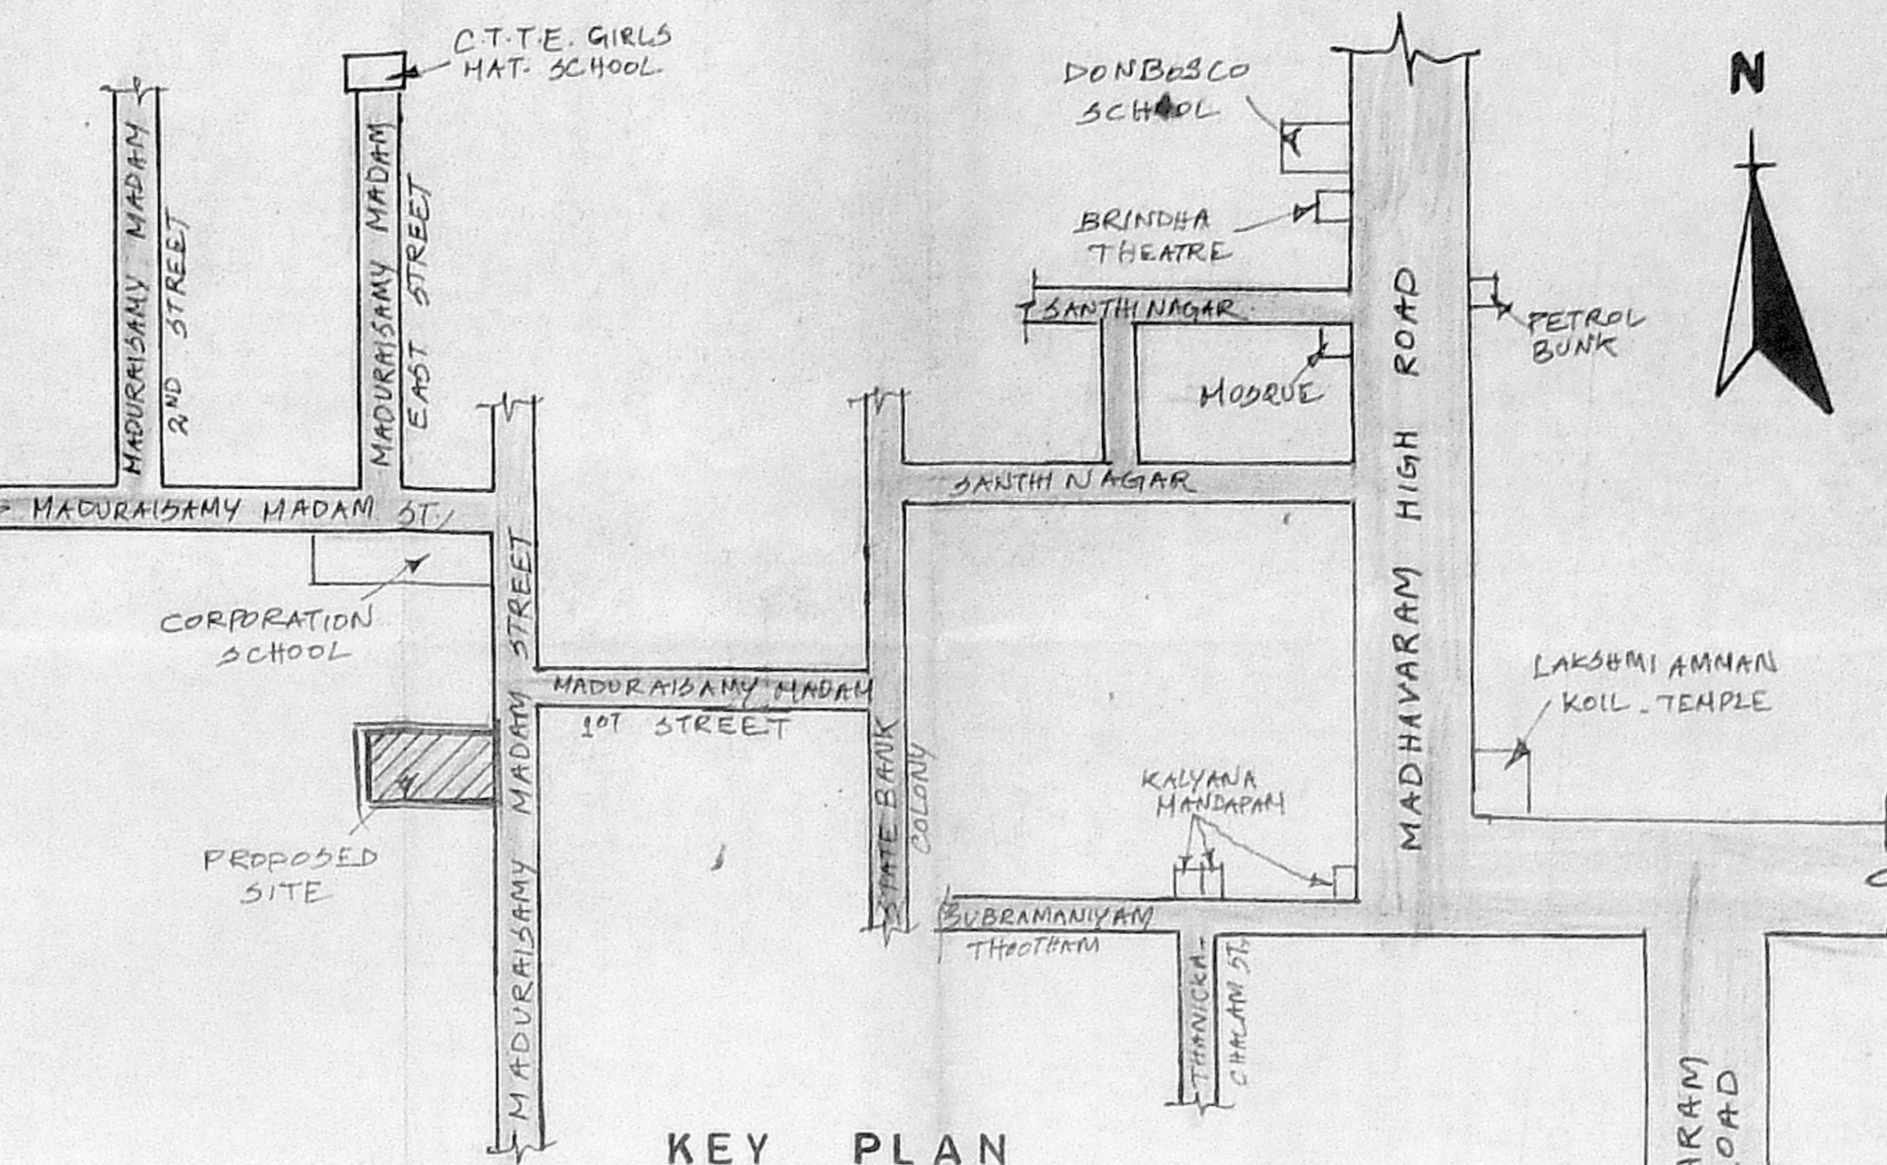 C.T.T.E. GIRLS
MAT. SCHOOL.
DONBOSCO
SCHOOL
N
MADURAISAMY MADAM
2ND STREET
MADURAISAMY MADAM
EAST STREET
BRINDHA
THEATRE
SANTHI NAGAR.
PETROL
BUNK
MOSQUE
MADHAVARAM HIGH ROAD
SANTHI NAGAR
MADURAISAMY MADAM ST,
CORPORATION
SCHOOL
MADURAISAMY MADAM STREET
MADURAISAMY MADAM
1ST STREET
LAKSHMI AMMAN
KOIL - TEMPLE
STATE BANK
COLONY
KALYANA
MANDAPAM
PROPOSED
SITE
SUBRAMANIYAM
THOOTHAM
THANICKA-
CHALAM ST,
ARAM
OAD
KEY PLAN